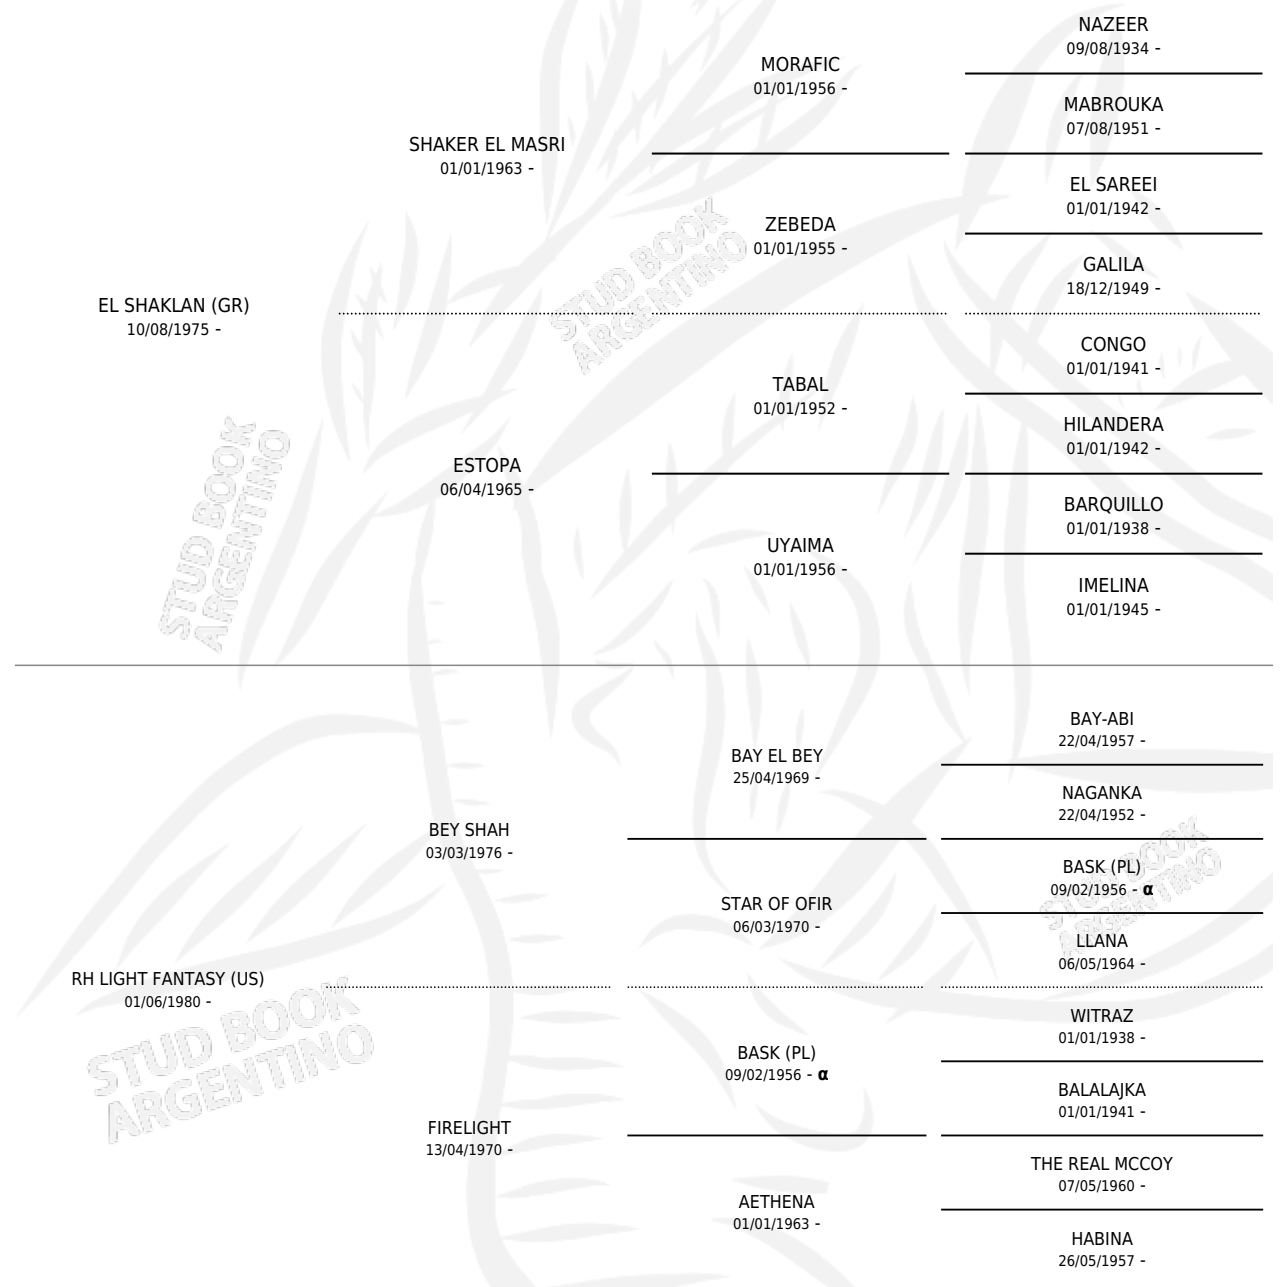 NAZEER
09/08/1934 -
MORAFIC
01/01/1956 -
MABROUKA
07/08/1951 -
SHAKER EL MASRI
01/01/1963 -
EL SAREEI
01/01/1942 -
ZEBEDA
01/01/1955 -
GALILA
18/12/1949 -
EL SHAKLAN (GR)
10/08/1975 -
CONGO
01/01/1941 -
TABAL
01/01/1952 -
HILANDERA
01/01/1942 -
ESTOPA
06/04/1965 -
BARQUILLO
01/01/1938 -
UYAIMA
01/01/1956 -
IMELINA
01/01/1945 -
STUD BOOK
ARGENTINO
STUD BOOK
ARGENTINO
BAY-ABI
22/04/1957 -
BAY EL BEY
25/04/1969 -
NAGANKA
22/04/1952 -
BEY SHAH
03/03/1976 -
BASK (PL)
09/02/1956 - α
STAR OF OFIR
06/03/1970 -
LLANA
06/05/1964 -
RH LIGHT FANTASY (US)
01/06/1980 -
WITRAZ
01/01/1938 -
BASK (PL)
09/02/1956 - α
BALALAJKA
01/01/1941 -
FIRELIGHT
13/04/1970 -
THE REAL MCCOY
07/05/1960 -
AETHENA
01/01/1963 -
HABINA
26/05/1957 -
STUD BOOK
ARGENTINO
STUD BOOK
ARGENTINO